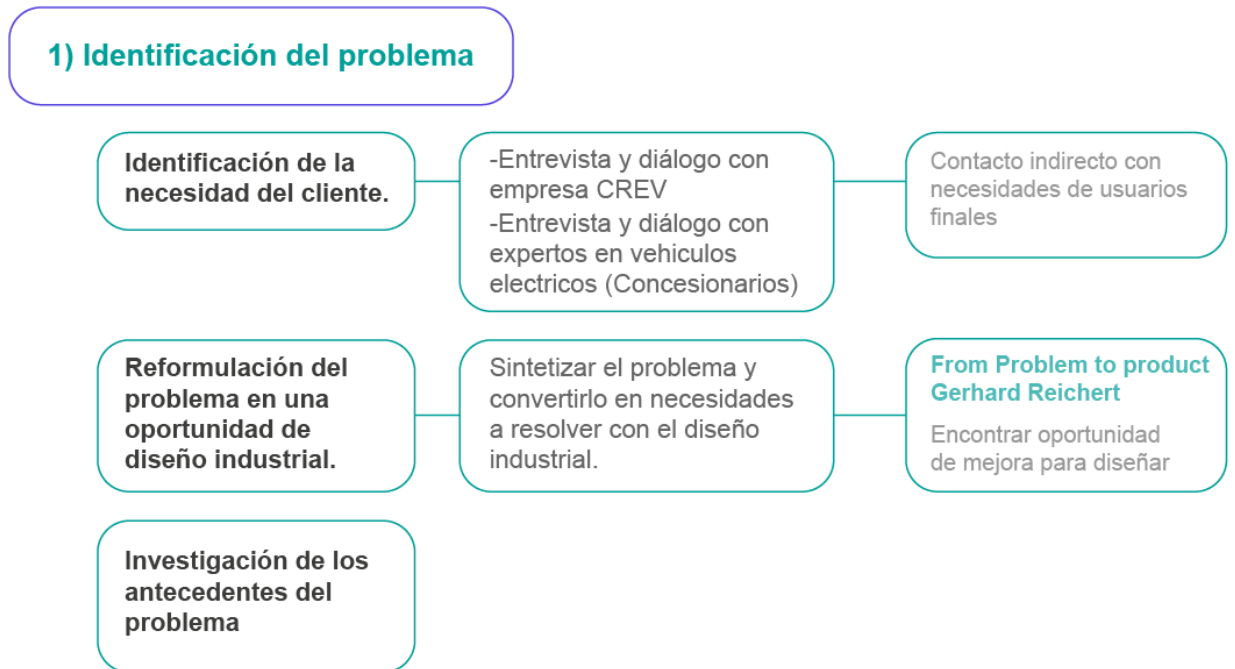 1) Identificación del problema
Identificación de la
necesidad del cliente.
-Entrevista y diálogo con
empresa CREV
-Entrevista y diálogo con
expertos en vehiculos
electricos (Concesionarios)
Contacto indirecto con
necesidades de usuarios
finales
Reformulación del
problema en una
oportunidad de
diseño industrial.
Sintetizar el problema y
convertirlo en necesidades
a resolver con el diseño
industrial.
From Problem to product
Gerhard Reichert
Encontrar oportunidad
de mejora para diseñar
Investigación de los
antecedentes del
problema